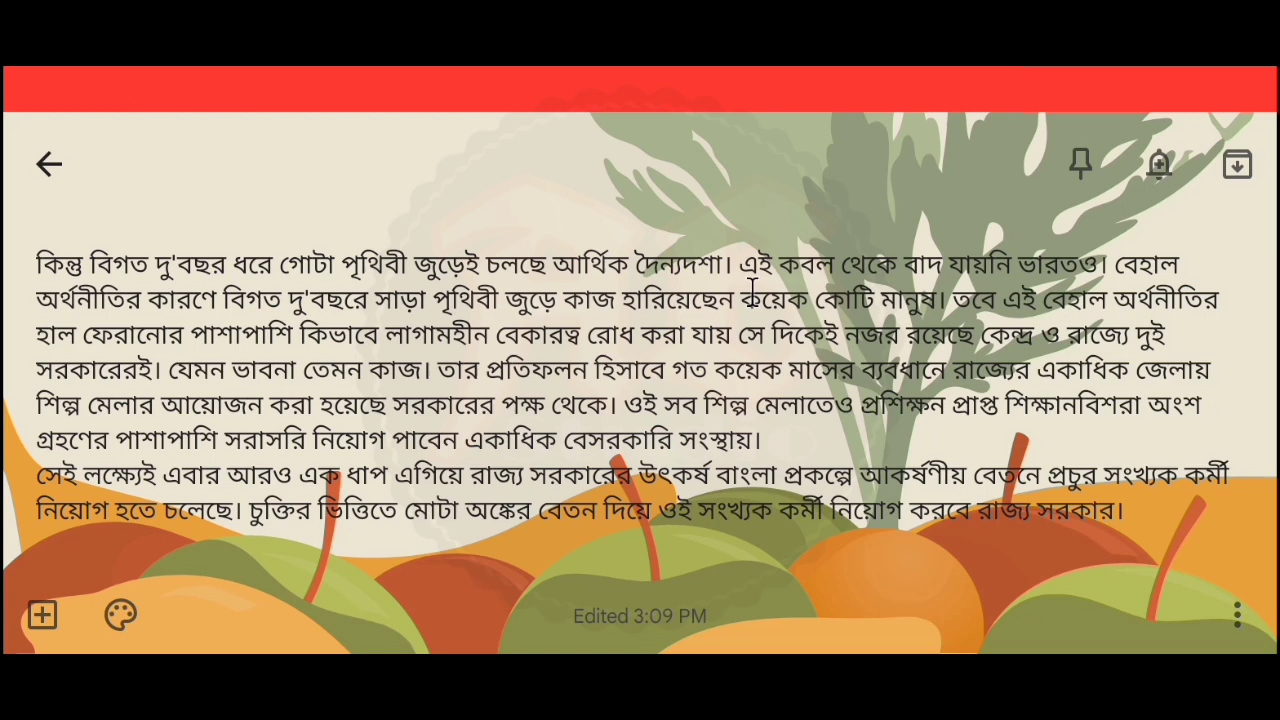 কিন্তু বিগত দু'বছর ধরে গোটা পৃথিবী জুড়েই চলছে আর্থিক দৈন্যদশা। এই কবল থেকে বাদ যায়নি ভারতও। বেহাল
অর্থনীতির কারণে বিগত দু'বছরে সাড়া পৃথিবী জুড়ে কাজ হারিয়েছেন কয়েক কোটি মানুষ। তবে এই বেহাল অর্থনীতির
হাল ফেরানোর পাশাপাশি কিভাবে লাগামহীন বেকারত্ব রোধ করা যায় সে দিকেই নজর রয়েছে কেন্দ্র ও রাজ্যে দুই
সরকারেরই। যেমন ভাবনা তেমন কাজ। তার প্রতিফলন হিসাবে গত কয়েক মাসের ব্যবধানে রাজ্যের একাধিক জেলায়
শিল্প মেলার আয়োজন করা হয়েছে সরকারের পক্ষ থেকে। ওই সব শিল্প মেলাতেও প্রশিক্ষন প্রাপ্ত শিক্ষানবিশরা অংশ
গ্রহণের পাশাপাশি সরাসরি নিয়োগ পাবেন একাধিক বেসরকারি সংস্থায়।
সেই লক্ষ্যেই এবার আরও এক ধাপ এগিয়ে রাজ্য সরকারের উৎকর্ষ বাংলা প্রকল্পে আকর্ষণীয় বেতনে প্রচুর সংখ্যক কর্মী
নিয়োগ হতে চলেছে। চুক্তির ভিত্তিতে মোটা অঙ্কের বেতন দিয়ে ওই সংখ্যক কর্মী নিয়োগ করবে রাজ্য সরকার।
Edited 3:09 PM